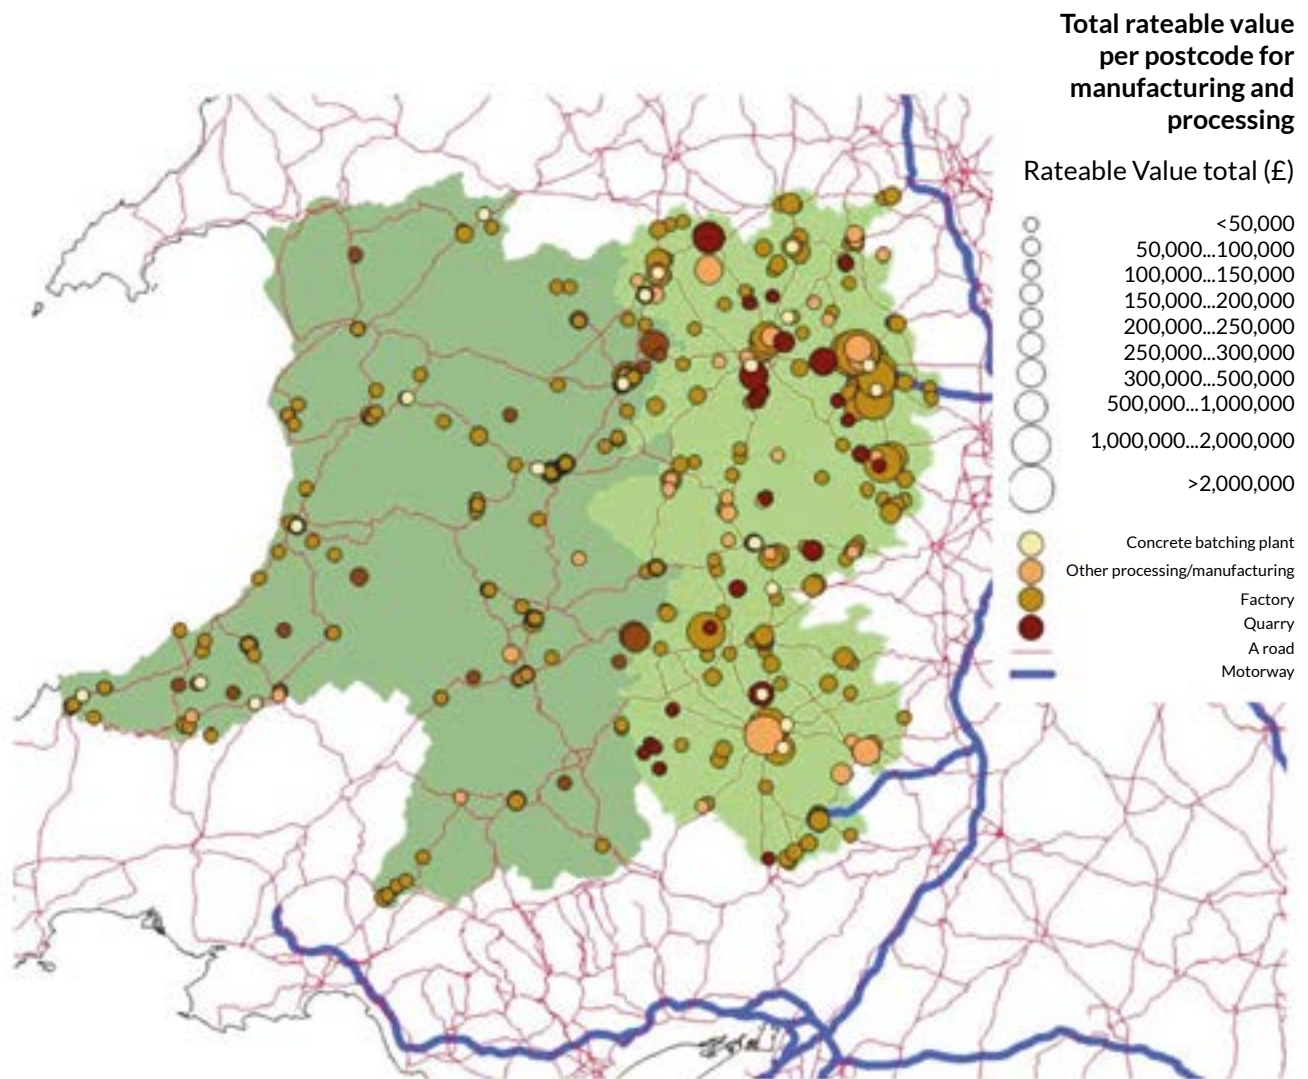 Total rateable value
per postcode for
manufacturing and
processing
Rateable Value total (£)
<50,000
50,000...100,000
100,000...150,000
150,000...200,000
200,000...250,000
250,000...300,000
300,000...500,000
500,000...1,000,000
1,000,000...2,000,000
>2,000,000
Concrete batching plant
Other processing/manufacturing
Factory
Quarry
A road
Motorway